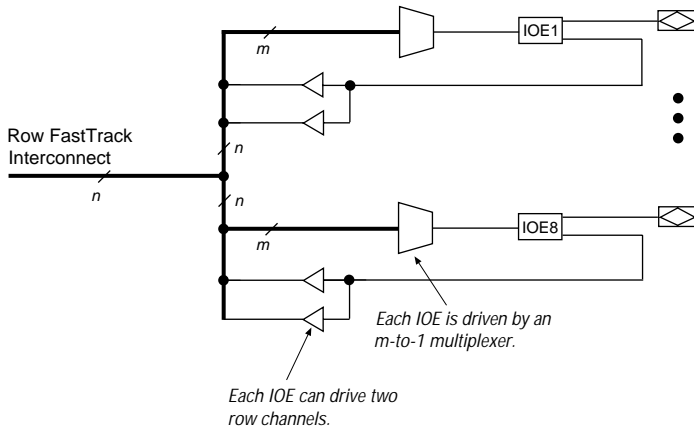 m
IOE1
Row FastTrack
Interconnect
n
n
n
m
IOE8
Each IOE is driven by an
m-to-1 multiplexer.
Each IOE can drive two
row channels.